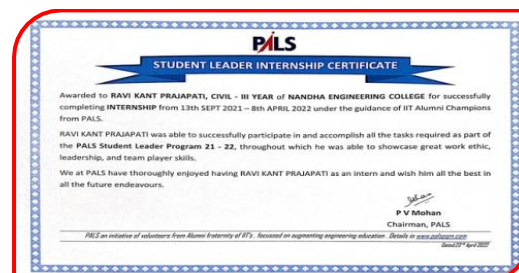 PALS
STUDENT LEADER INTERNSHIP CERTIFICATE
Awarded to RAVI KANT PRAJAPATI, CIVIL - III YEAR of NANDHA ENGINEERING COLLEGE for successfully
completing INTERNSHIP from 13th SEPT 2021 – 8th APRIL 2022 under the guidance of IIT Alumni Champions
from PALS.
RAVI KANT PRAJAPATI was able to successfully participate in and accomplish all the tasks required as part of
the PALS Student Leader Program 21 - 22, throughout which he was able to showcase great work ethic,
leadership, and team player skills.
We at PALS have thoroughly enjoyed having RAVI KANT PRAJAPATI as an intern and wish him all the best in
all the future endeavours.
P V Mohan
Chairman, PALS
PALS an initiative of volunteers from Alumni fraternity of IIT's, focussed on augmenting engineering education. Details in www.palspgm.com
Dated 23rd April 2022